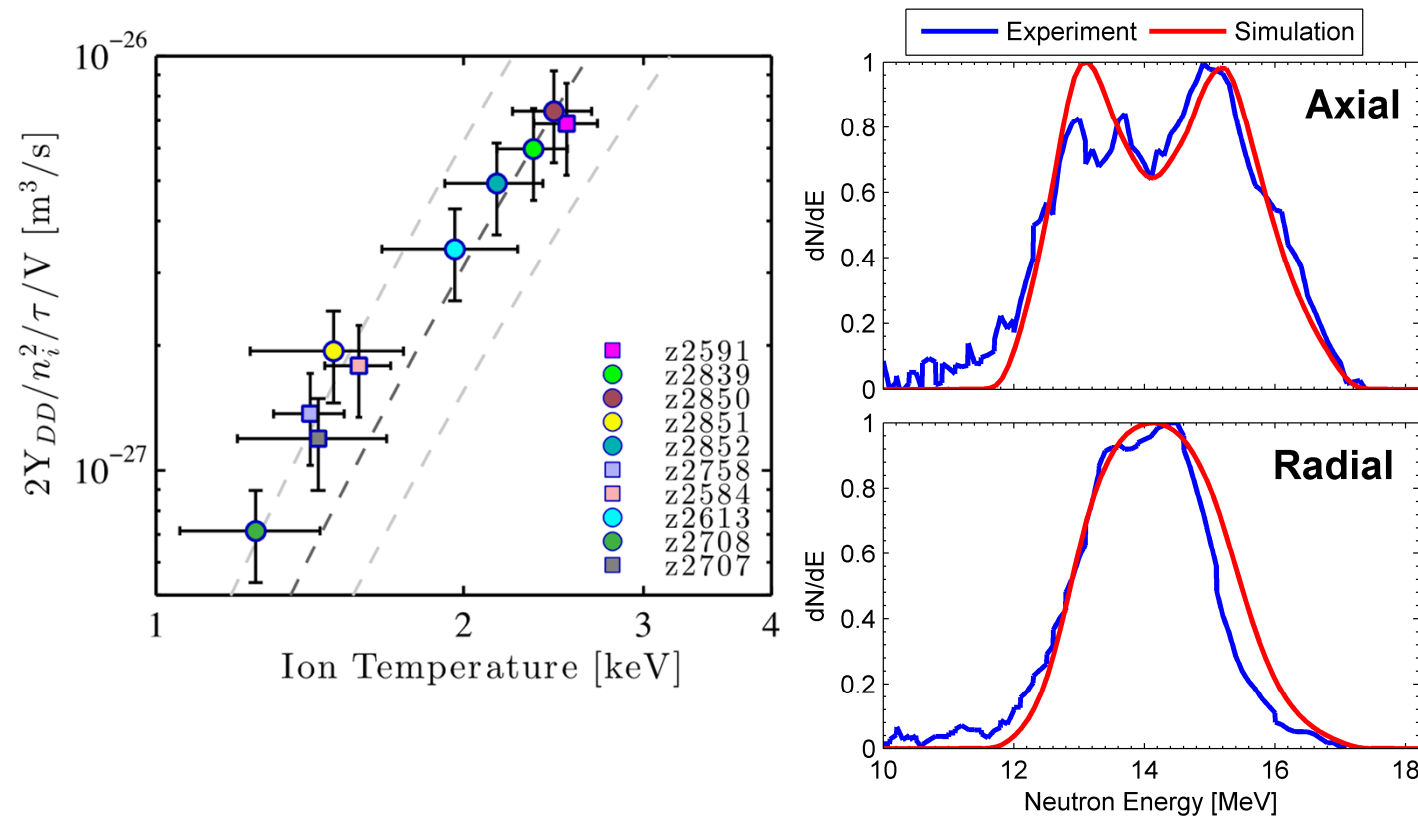 10⁻²⁶
10⁻²⁷
2Y_{DD}/n_i^2/τ/V [m³/s]
1 2 3 4
Ion Temperature [keV]
z2591
z2839
z2850
z2851
z2852
z2758
z2584
z2613
z2708
z2707
Experiment Simulation
Axial
1
0.8
0.6
0.4
0.2
0
dN/dE
Radial
1
0.8
0.6
0.4
0.2
0
dN/dE
10 12 14 16 18
Neutron Energy [MeV]